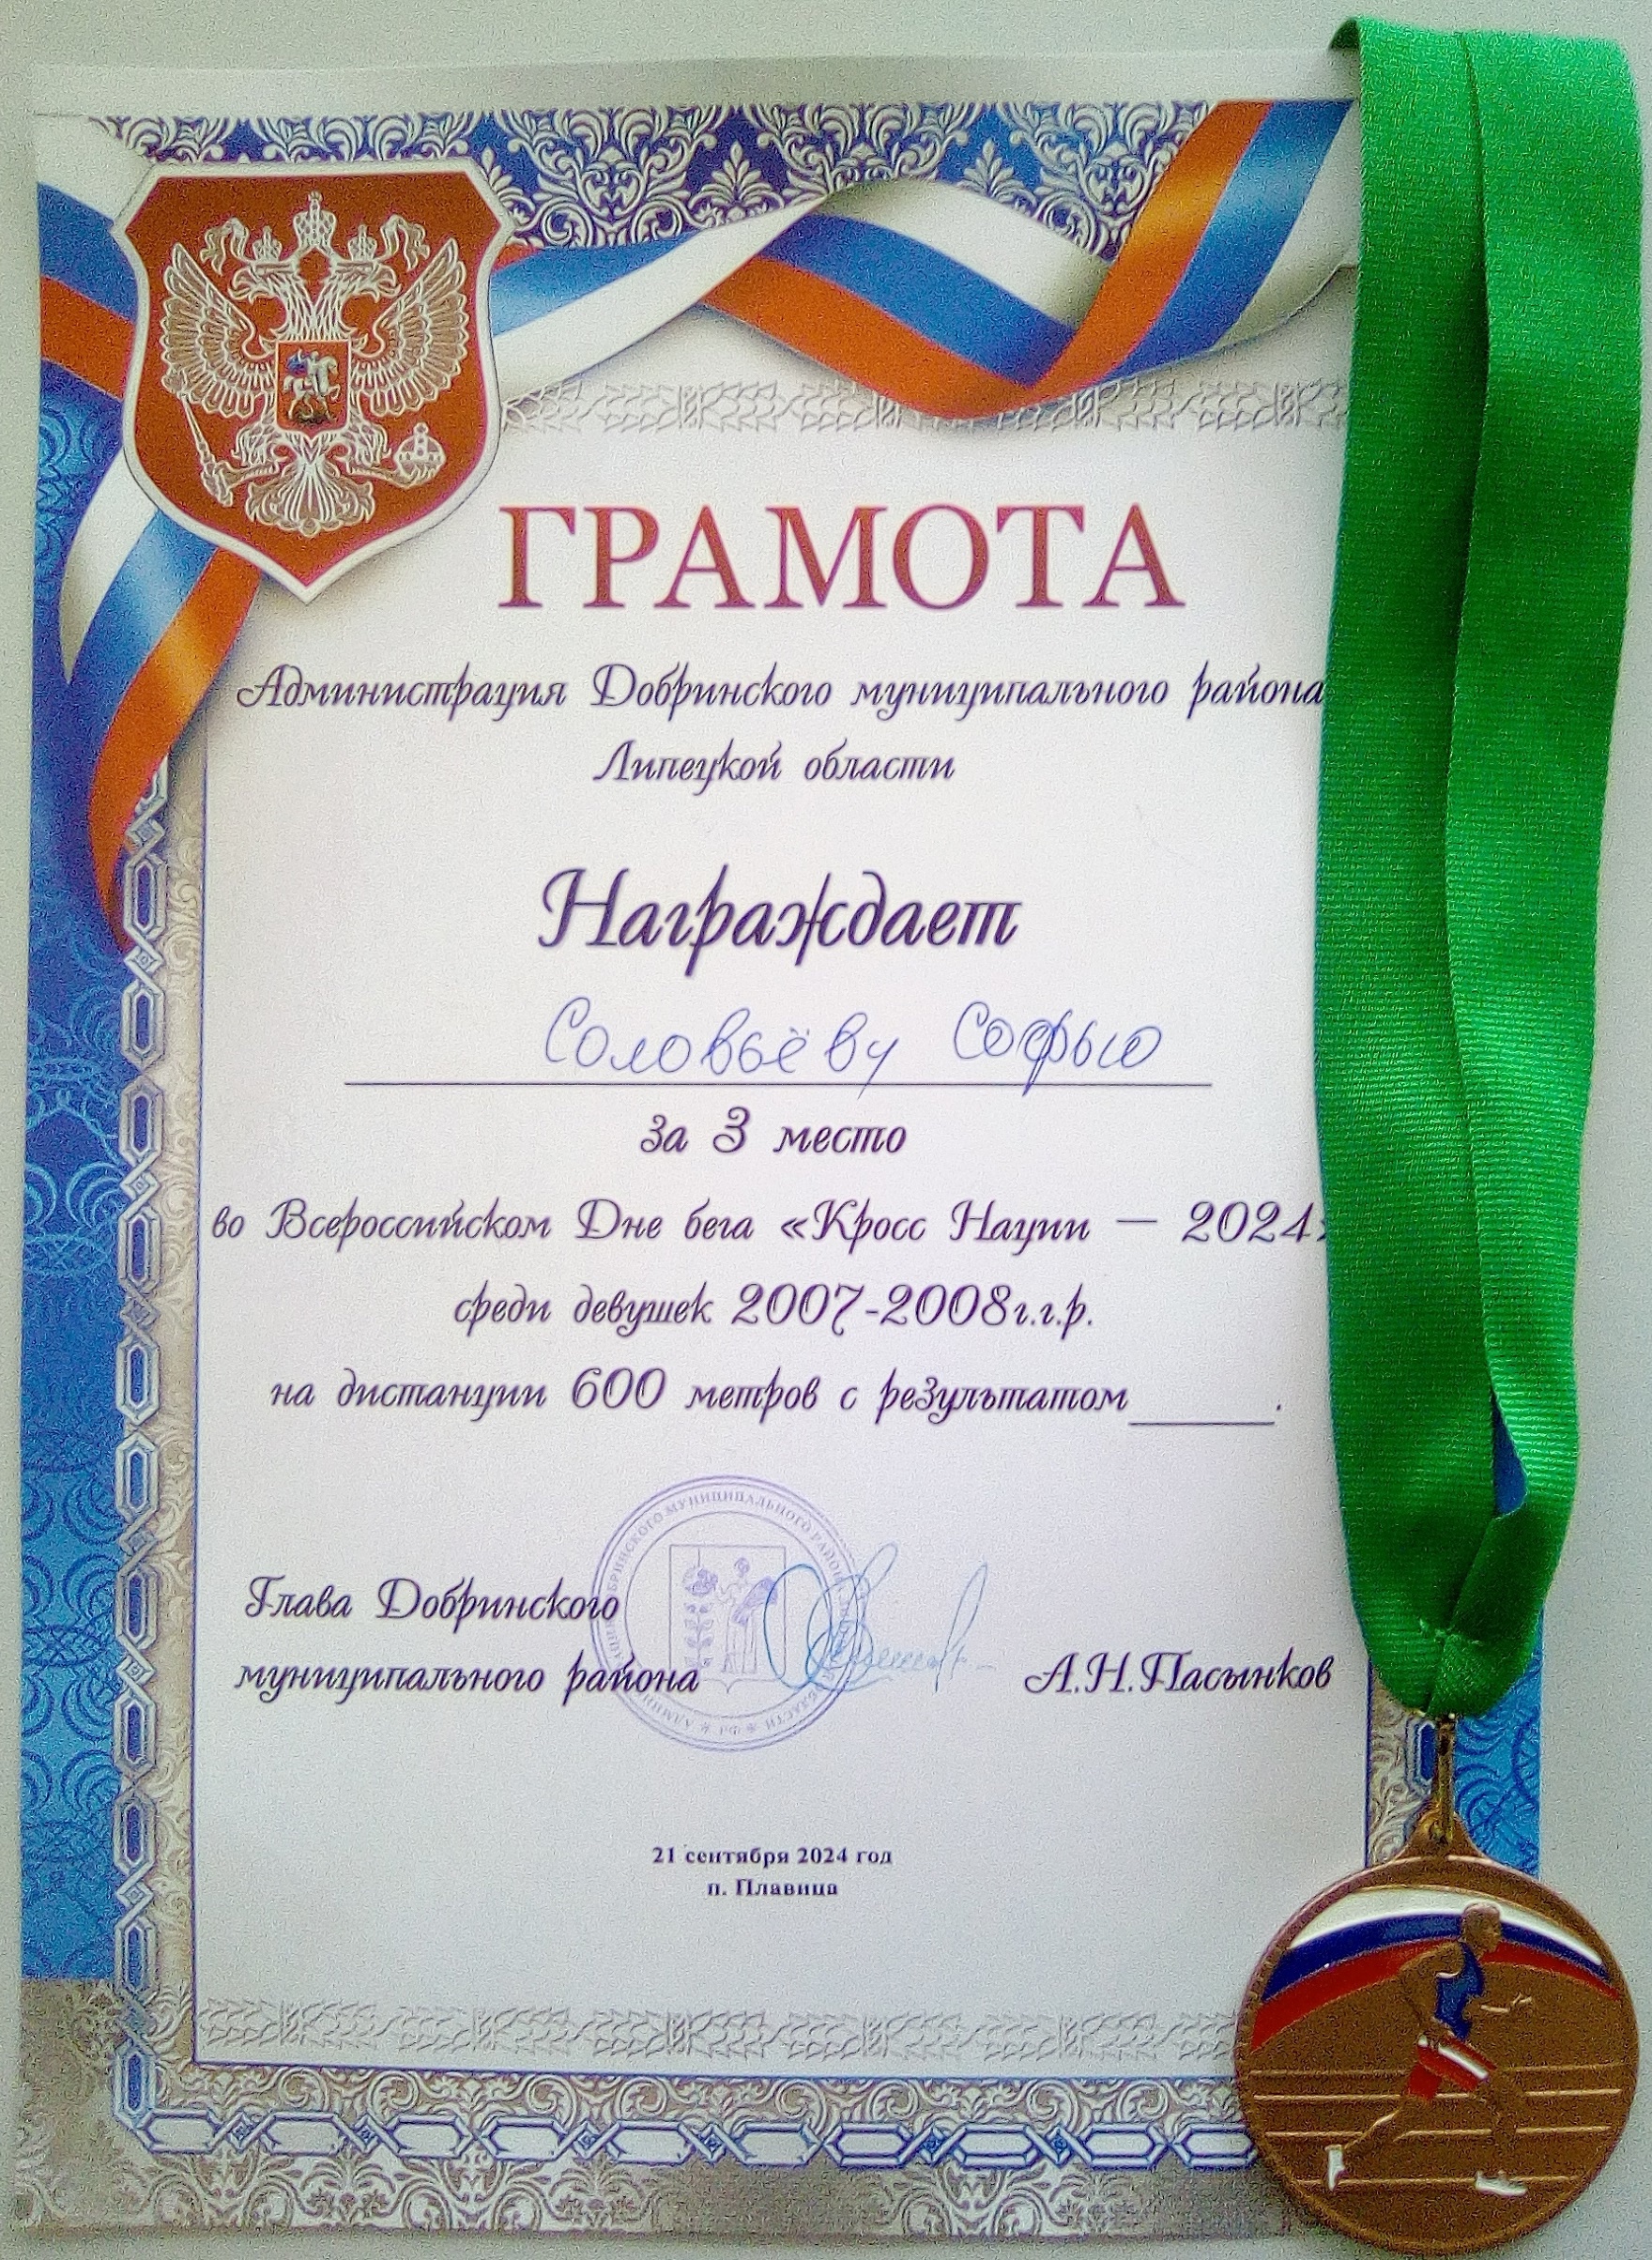 ГРАМОТА
Администрация Добринского муниципального района
Липецкой области
Награждает
Соловьёву Софью
за 3 место
во Всероссийском Дне бега «Кросс Нации — 2024»
среди девушек 2007-2008г.г.р.
на дистанции 600 метров с результатом______.
МУНИЦИПАЛЬНОГО
Глава Добринского
муниципального района А.Н.Пасынков
21 сентября 2024 год
п. Плавица